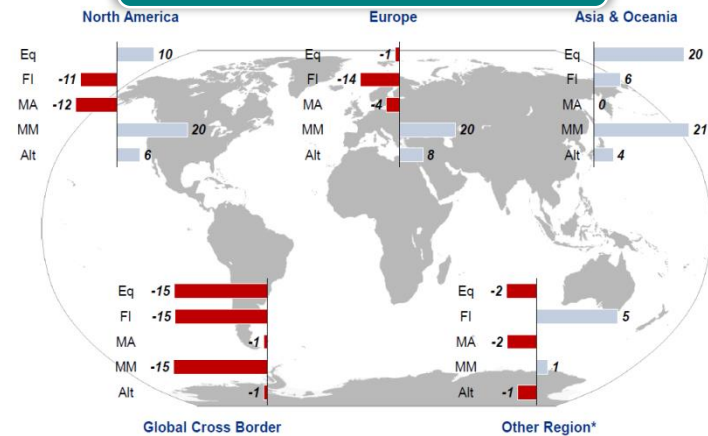 North America
Eq 10
FI -11
MA -12
MM 20
Alt 6
Europe
Eq -1
FI -14
MA -4
MM 20
Alt 8
Asia & Oceania
Eq 20
FI 6
MA 0
MM 21
Alt 4
Eq -15
FI -15
MA -1
MM -15
Alt -1
Global Cross Border
Eq -2
FI 5
MA -2
MM 1
Alt -1
Other Region*